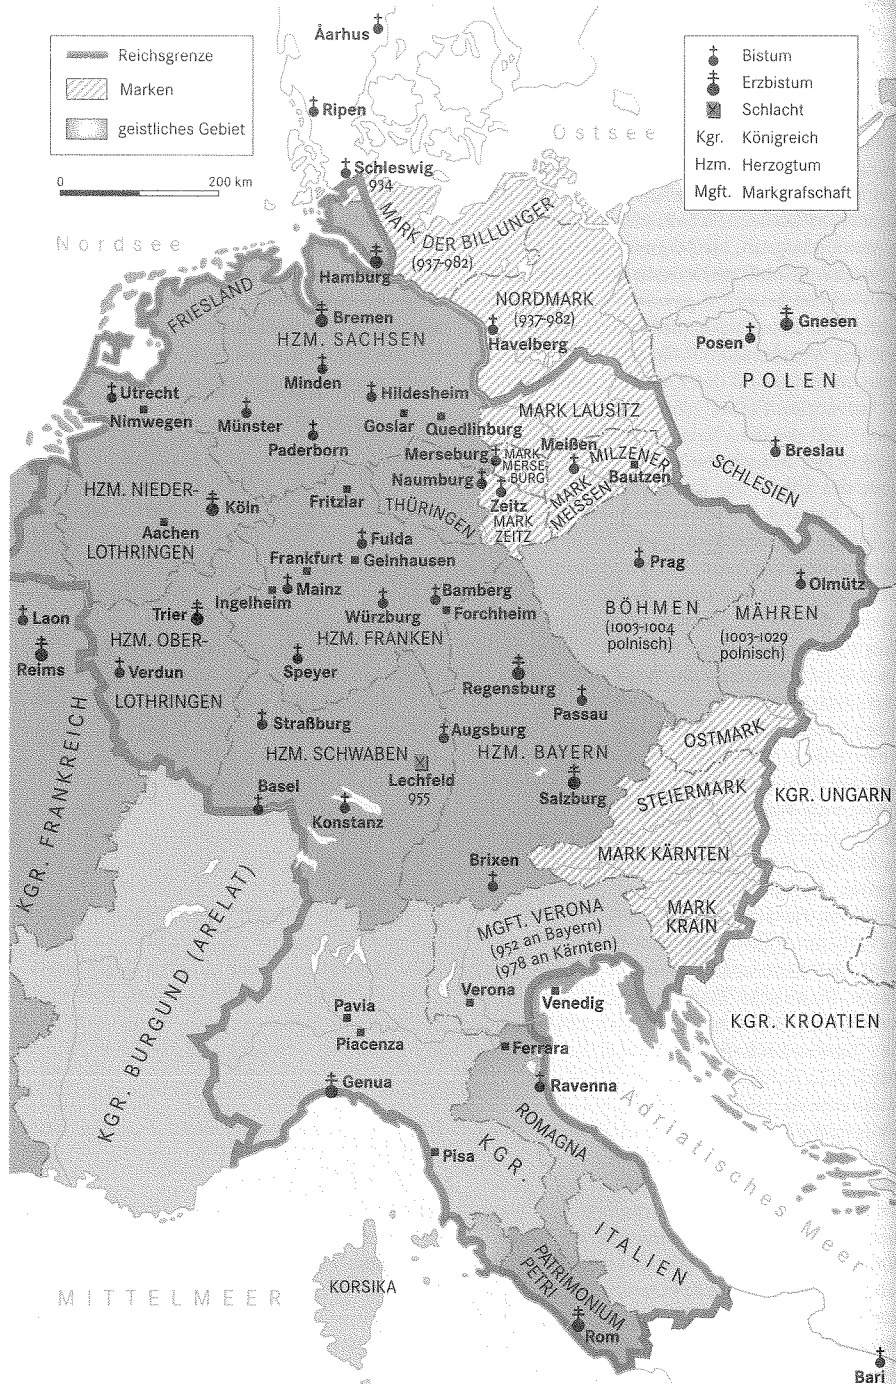 Reichsgrenze
Marken
geistliches Gebiet
0 200 km
Bistum
Erzbistum
Schlacht
Kgr. Königreich
Hzm. Herzogtum
Mgft. Markgrafschaft
Åarhus
Ripen
Ostsee
Schleswig
934
Nordsee
MARK DER BILLUNGER
(937-982)
Hamburg
FRIESLAND
NORDMARK
(937-982)
Bremen
HZM. SACHSEN
Havelberg
Gnesen
Posen
POLEN
Minden
Utrecht
Nimwegen
Münster
Hildesheim
Goslar
Quedlinburg
MARK LAUSITZ
Paderborn
Merseburg
MARK
MERSE-
BURG
Meißen
MILZENER
Bautzen
Breslau
SCHLESIEN
Naumburg
Zeitz
MARK
ZEITZ
MARK
MEISSEN
HZM. NIEDER-
LOTHRINGEN
Köln
Aachen
Fritzlar
THÜRINGEN
Fulda
Gelnhausen
Frankfurt
Mainz
Ingelheim
Bamberg
Forchheim
Würzburg
HZM. FRANKEN
Prag
BÖHMEN
(1003-1004
polnisch)
Olmütz
MÄHREN
(1003-1029
polnisch)
Laon
Reims
Trier
HZM. OBER-
LOTHRINGEN
Verdun
Speyer
Regensburg
Passau
Straßburg
Augsburg
HZM. SCHWABEN
HZM. BAYERN
Lechfeld
955
Salzburg
OSTMARK
STEIERMARK
KGR. UNGARN
KGR. FRANKREICH
Basel
Konstanz
Brixen
MARK KÄRNTEN
MARK
KRAIN
KGR. BURGUND (ARELAT)
MGFT. VERONA
(952 an Bayern)
(978 an Kärnten)
Verona
Venedig
KGR. KROATIEN
Pavia
Piacenza
Ferrara
Genua
Ravenna
ROMAGNA
Adriatisches Meer
Pisa
KGR.
ITALIEN
MITTELMEER
KORSIKA
PATRIMONIUM
PETRI
Rom
Bari